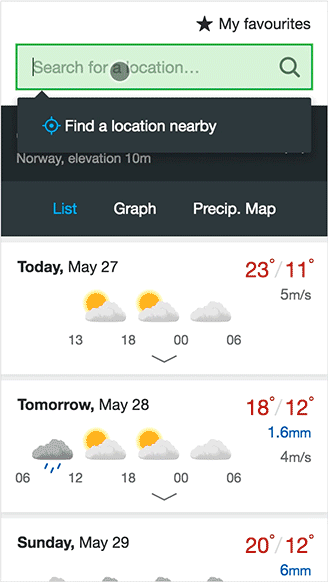 My favourites
Search for a location...
Find a location nearby
Norway, elevation 10m
List Graph Precip. Map
Today, May 27 23°/11°
5m/s
13 18 00 06
Tomorrow, May 28 18°/12°
1.6mm
4m/s
06 12 18 00 06
Sunday, May 29 20°/12°
6mm